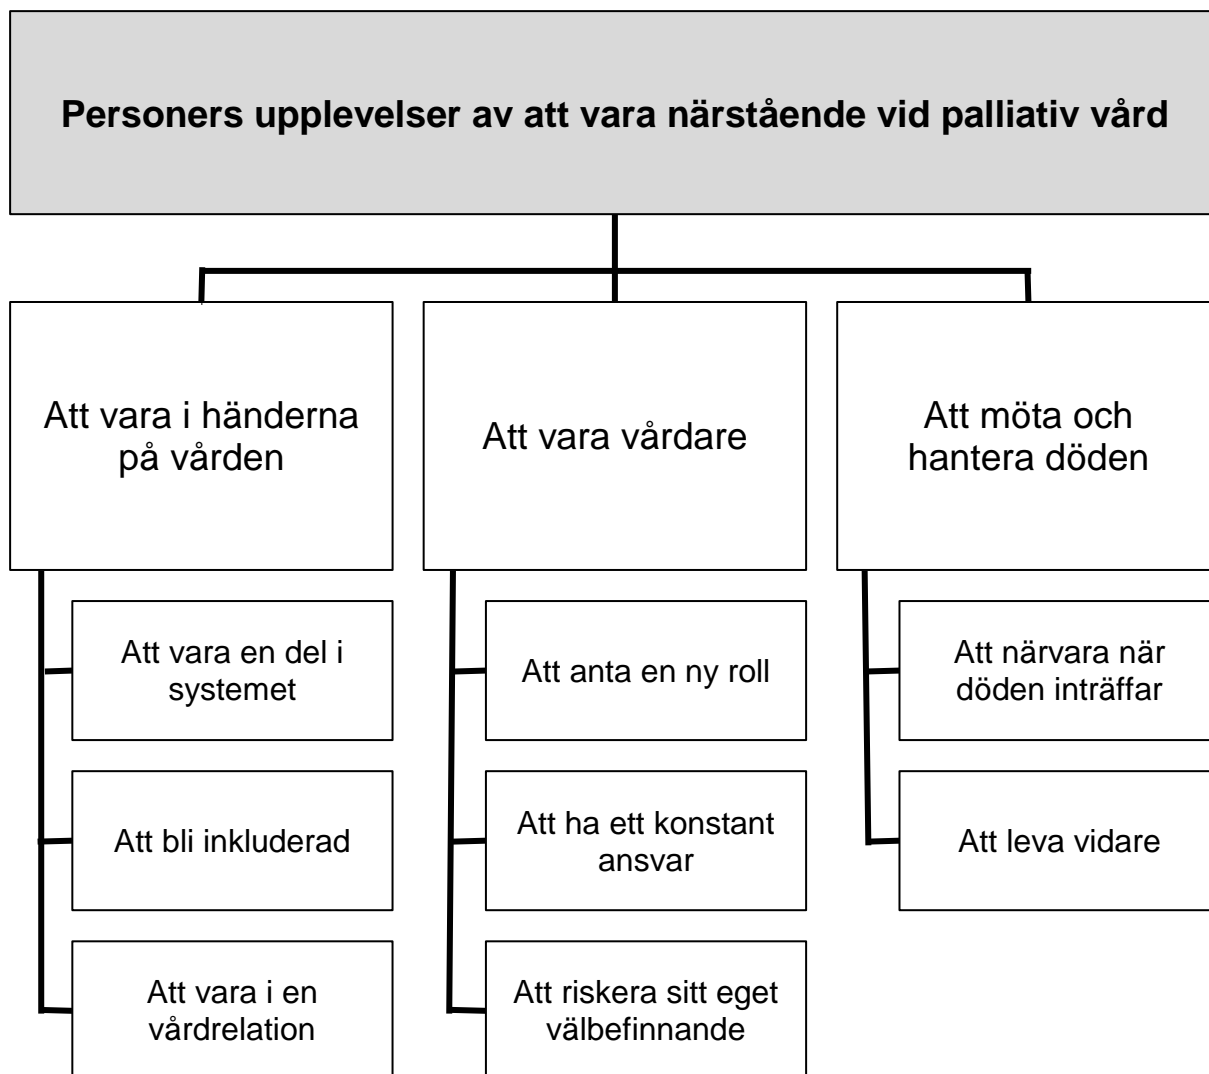 Personers upplevelser av att vara närstående vid palliativ vård
Att vara i händerna
på vården
Att vara en del i
systemet
Att bli inkluderad
Att vara i en
vårdrelation
Att vara vårdare
Att anta en ny roll
Att ha ett konstant
ansvar
Att riskera sitt eget
välbefinnande
Att möta och
hantera döden
Att närvara när
döden inträffar
Att leva vidare